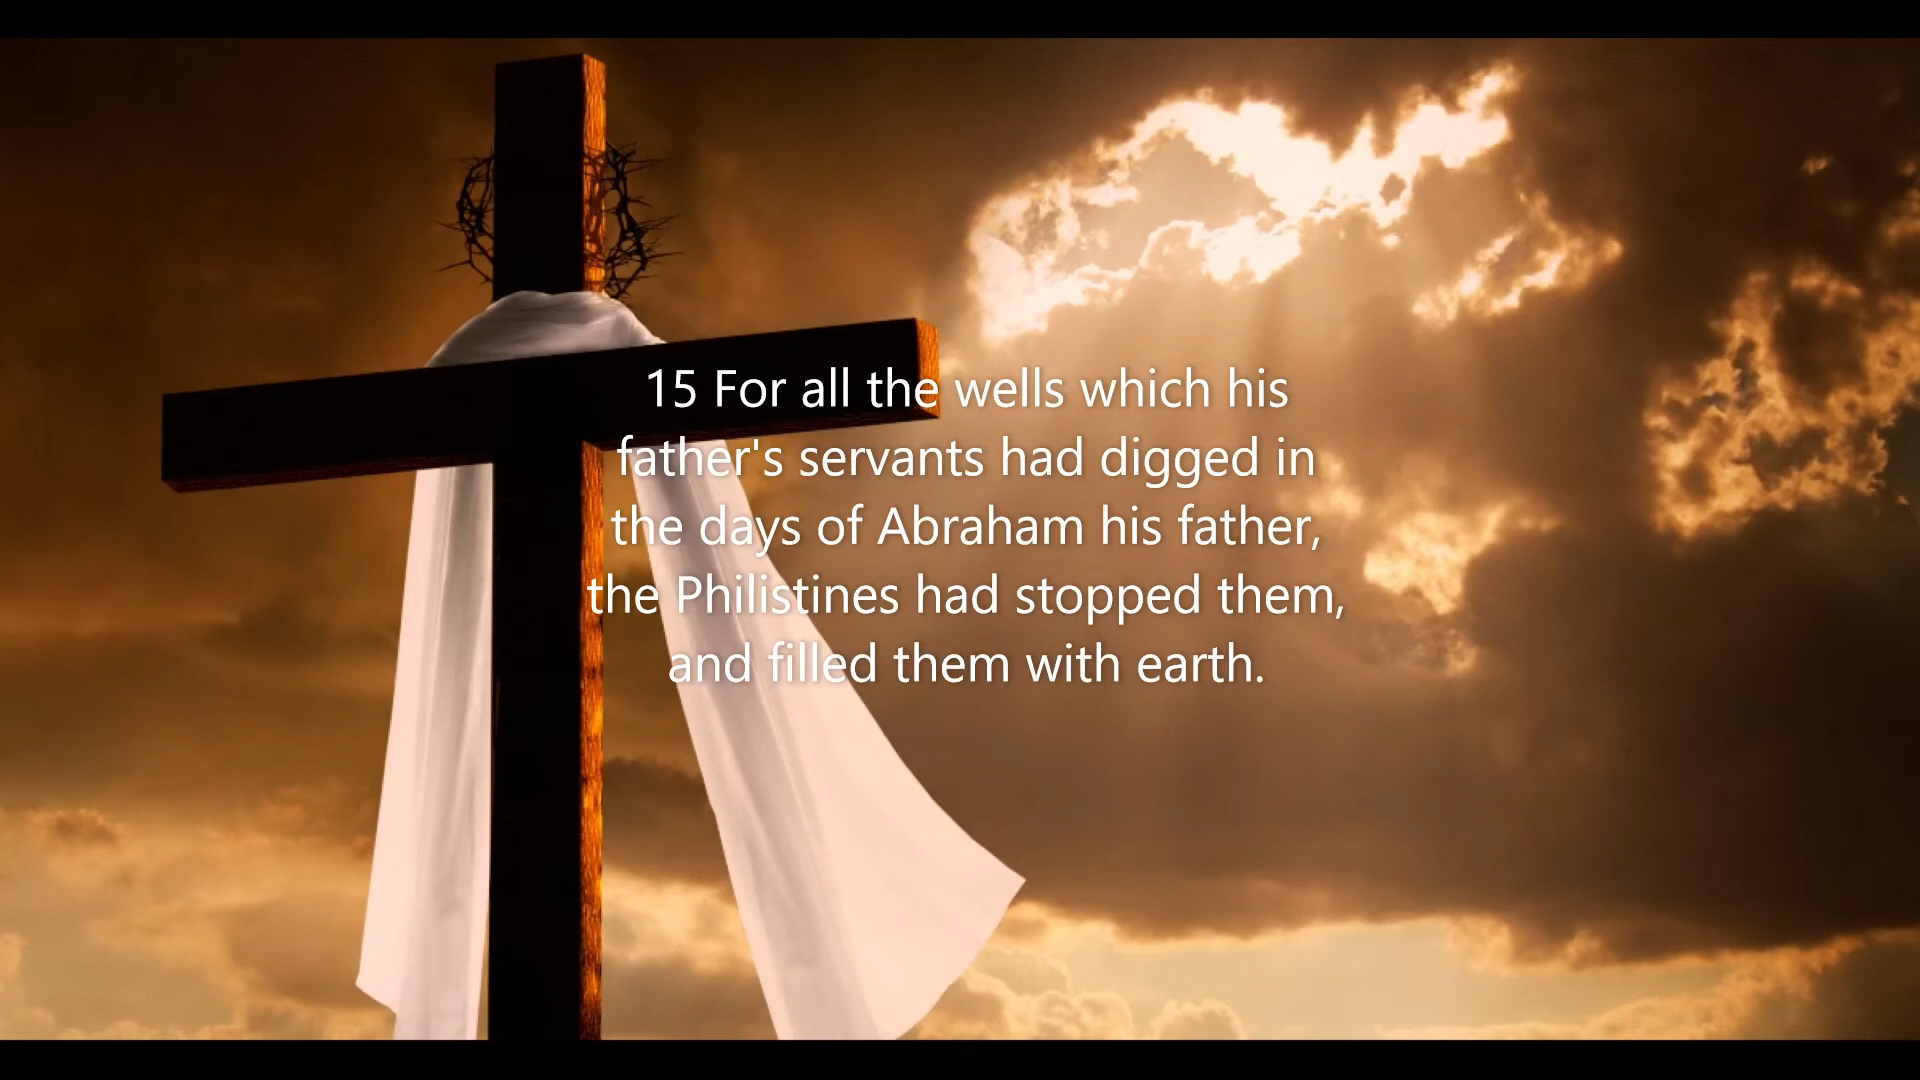 15 For all the wells which his
father's servants had digged in
the days of Abraham his father,
the Philistines had stopped them,
and filled them with earth.